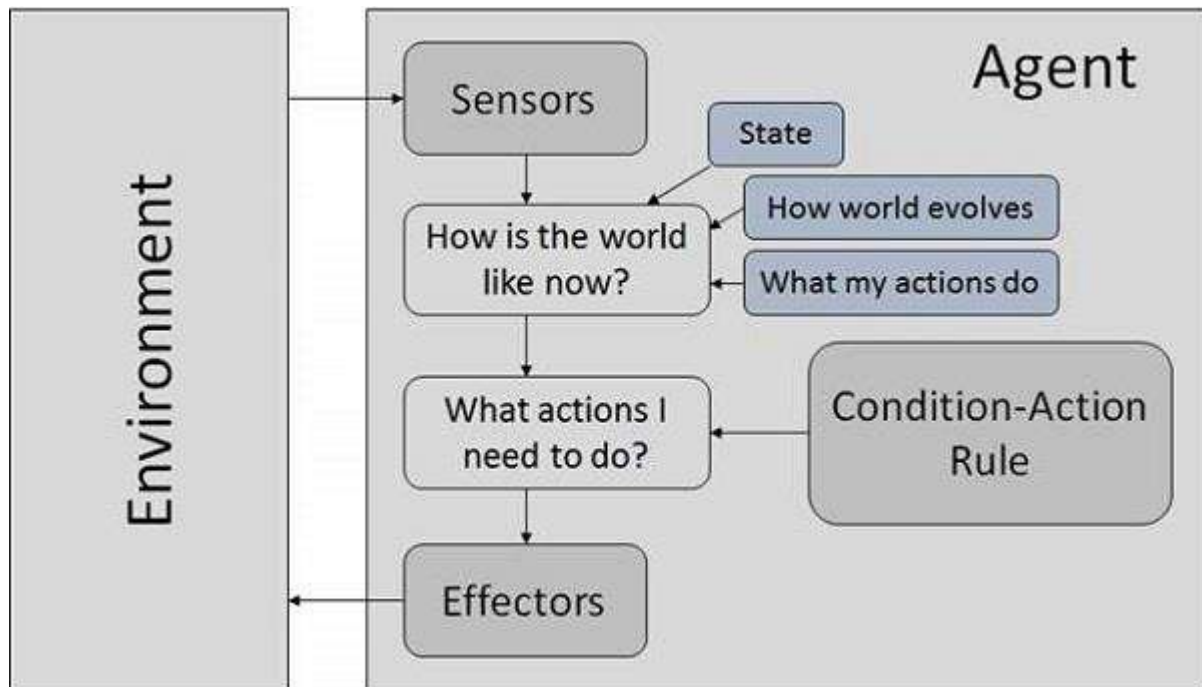 Environment
Agent
Sensors
State
How world evolves
How is the world
like now?
What my actions do
What actions I
need to do?
Condition-Action
Rule
Effectors